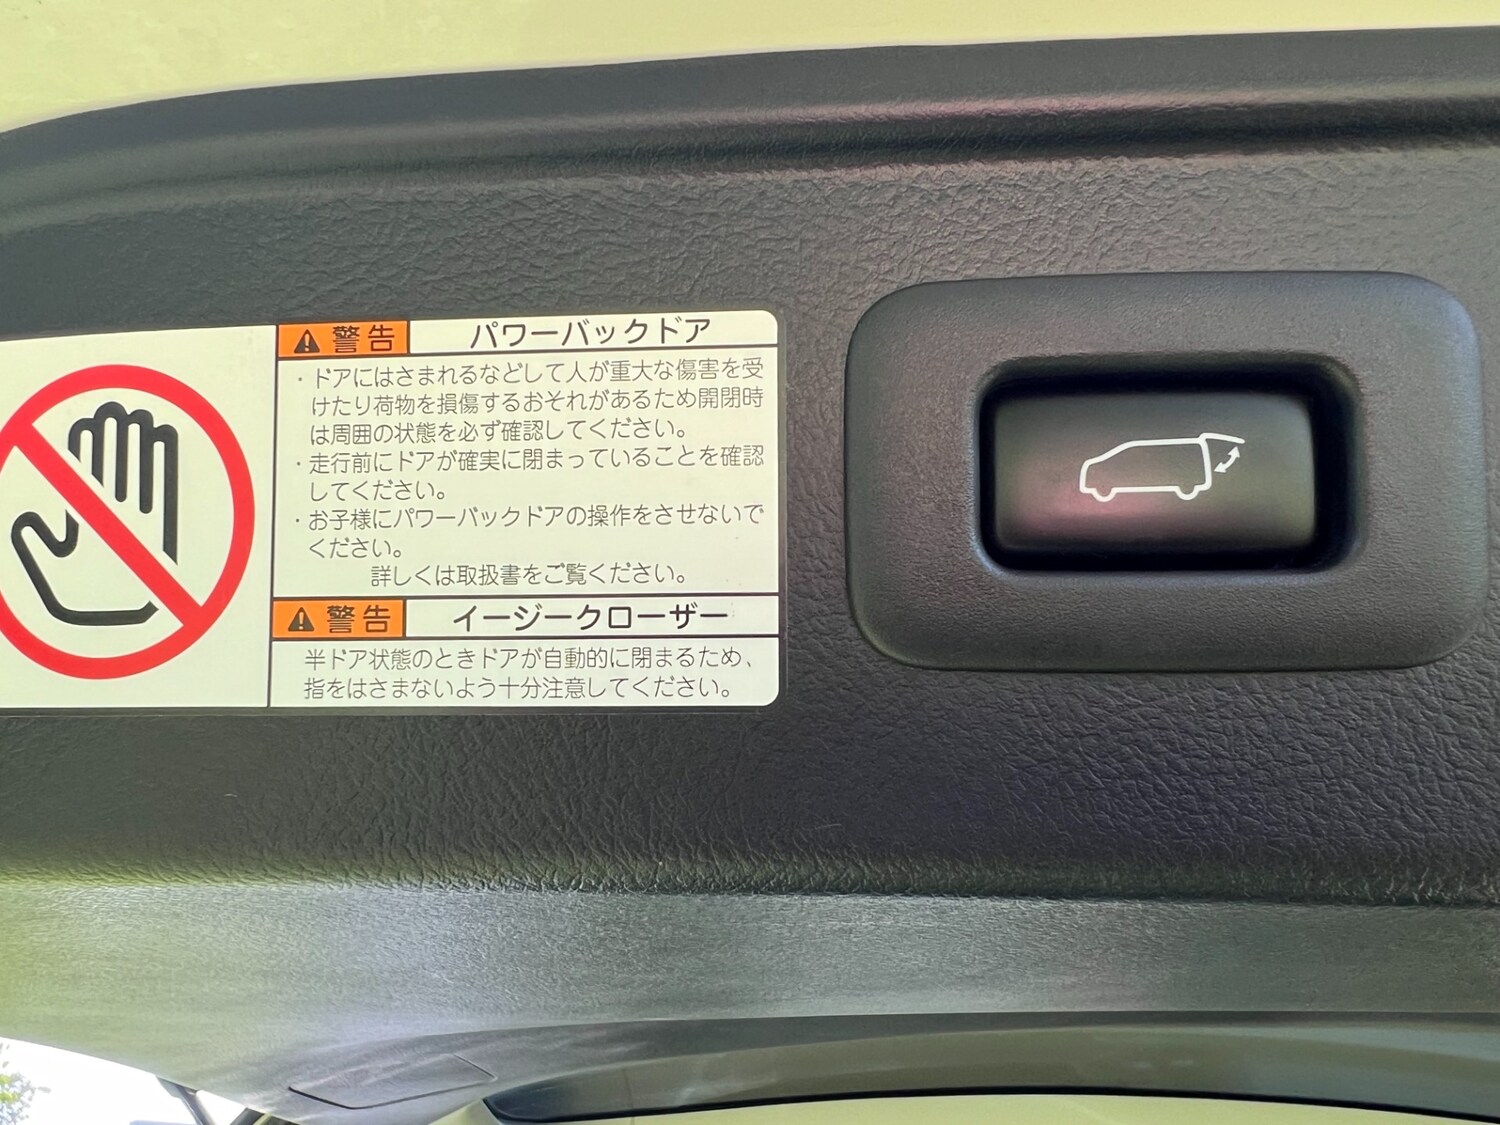 警告 パワーバックドア
・ドアにはさまれるなどして人が重大な傷害を受
けたり荷物を損傷するおそれがあるため開閉時
は周囲の状態を必ず確認してください。
・走行前にドアが確実に閉まっていることを確認
してください。
・お子様にパワーバックドアの操作をさせないで
ください。
詳しくは取扱書をご覧ください。
警告 イージークローザー
半ドア状態のときドアが自動的に閉まるため、
指をはさまないよう十分注意してください。